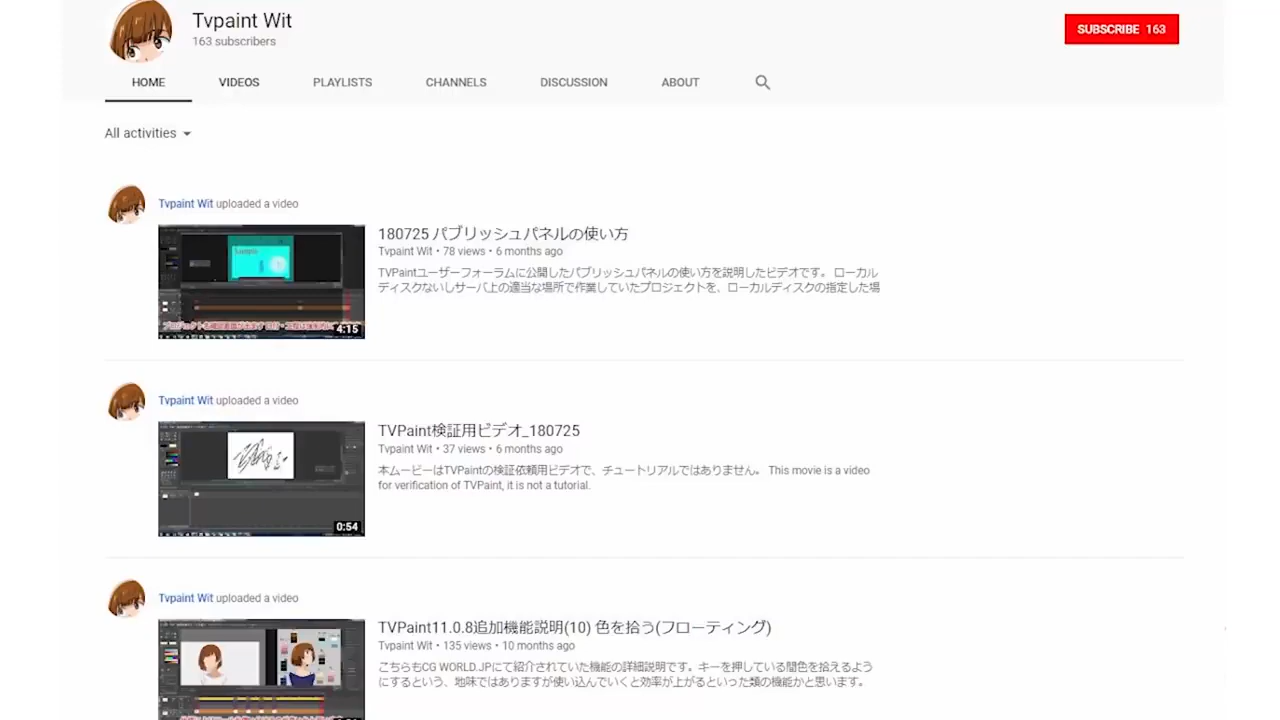 Tvpaint Wit
163 subscribers
SUBSCRIBE 163
HOME VIDEOS PLAYLISTS CHANNELS DISCUSSION ABOUT
All activities
Tvpaint Wit uploaded a video
180725 パブリッシュパネルの使い方
Tvpaint Wit • 78 views • 6 months ago
TVPaintユーザーフォーラムに公開したパブリッシュパネルの使い方を説明したビデオです。 ローカル
ディスクないしサーバ上の適当な場所で作業していたプロジェクトを、ローカルディスクの指定した場
4:15
Tvpaint Wit uploaded a video
TVPaint検証用ビデオ_180725
Tvpaint Wit • 37 views • 6 months ago
本ムービーはTVPaintの検証依頼用ビデオで、チュートリアルではありません。 This movie is a video
for verification of TVPaint, it is not a tutorial.
0:54
Tvpaint Wit uploaded a video
TVPaint11.0.8追加機能説明(10) 色を拾う(フローティング)
Tvpaint Wit • 135 views • 10 months ago
こちらもCG WORLD.JPにて紹介されていた機能の詳細説明です。キーを押している間色を拾えるよう
にするという、地味ではありますが使い込んでいくと効率が上がるといった類の機能かと思います。